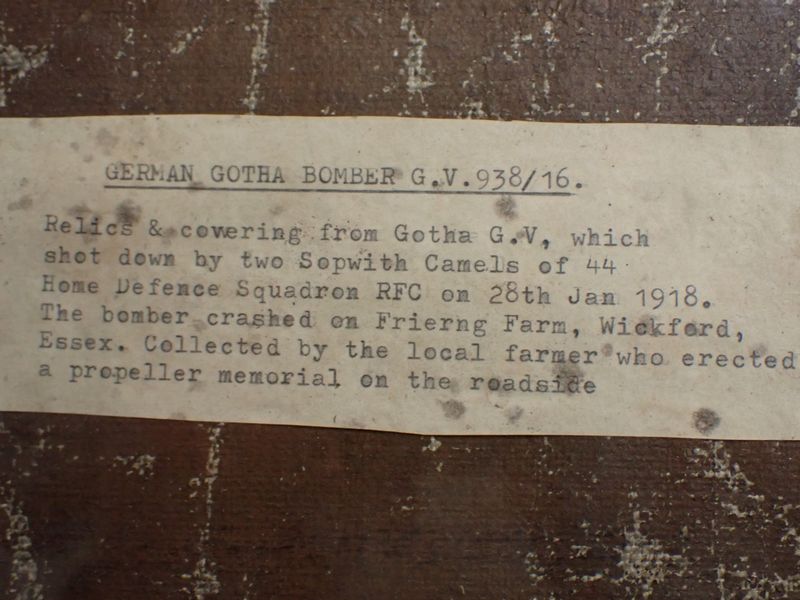 GERMAN GOTHA BOMBER G.V.938/16.
Relics & covering from Gotha G.V, which
shot down by two Sopwith Camels of 44
Home Defence Squadron RFC on 28th Jan 1918.
The bomber crashed on Frierng Farm, Wickford,
Essex. Collected by the local farmer who erected
a propeller memorial on the roadside